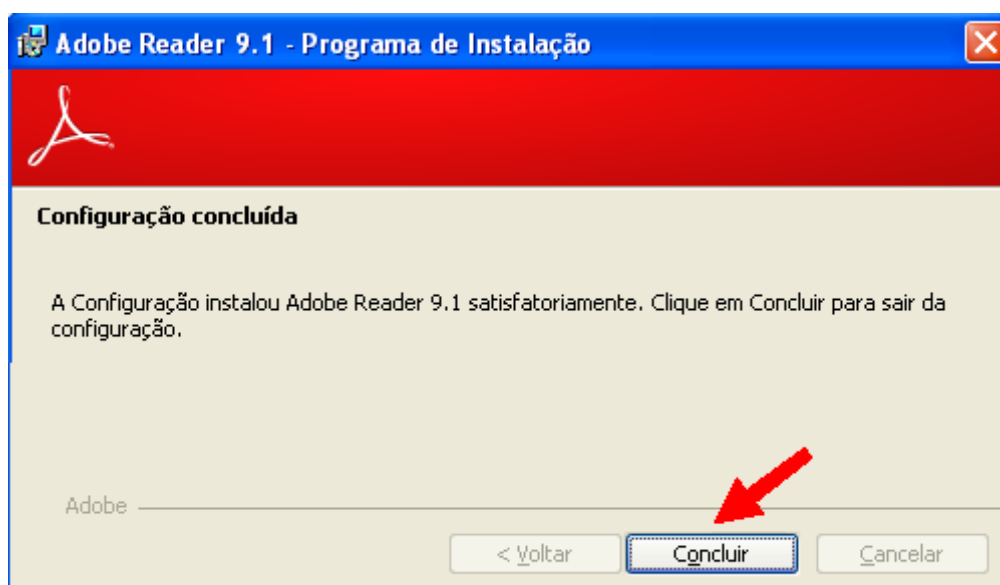 Adobe Reader 9.1 - Programa de Instalação
Configuração concluída
A Configuração instalou Adobe Reader 9.1 satisfatoriamente. Clique em Concluir para sair da
configuração.
Adobe
< Voltar
Concluir
Cancelar